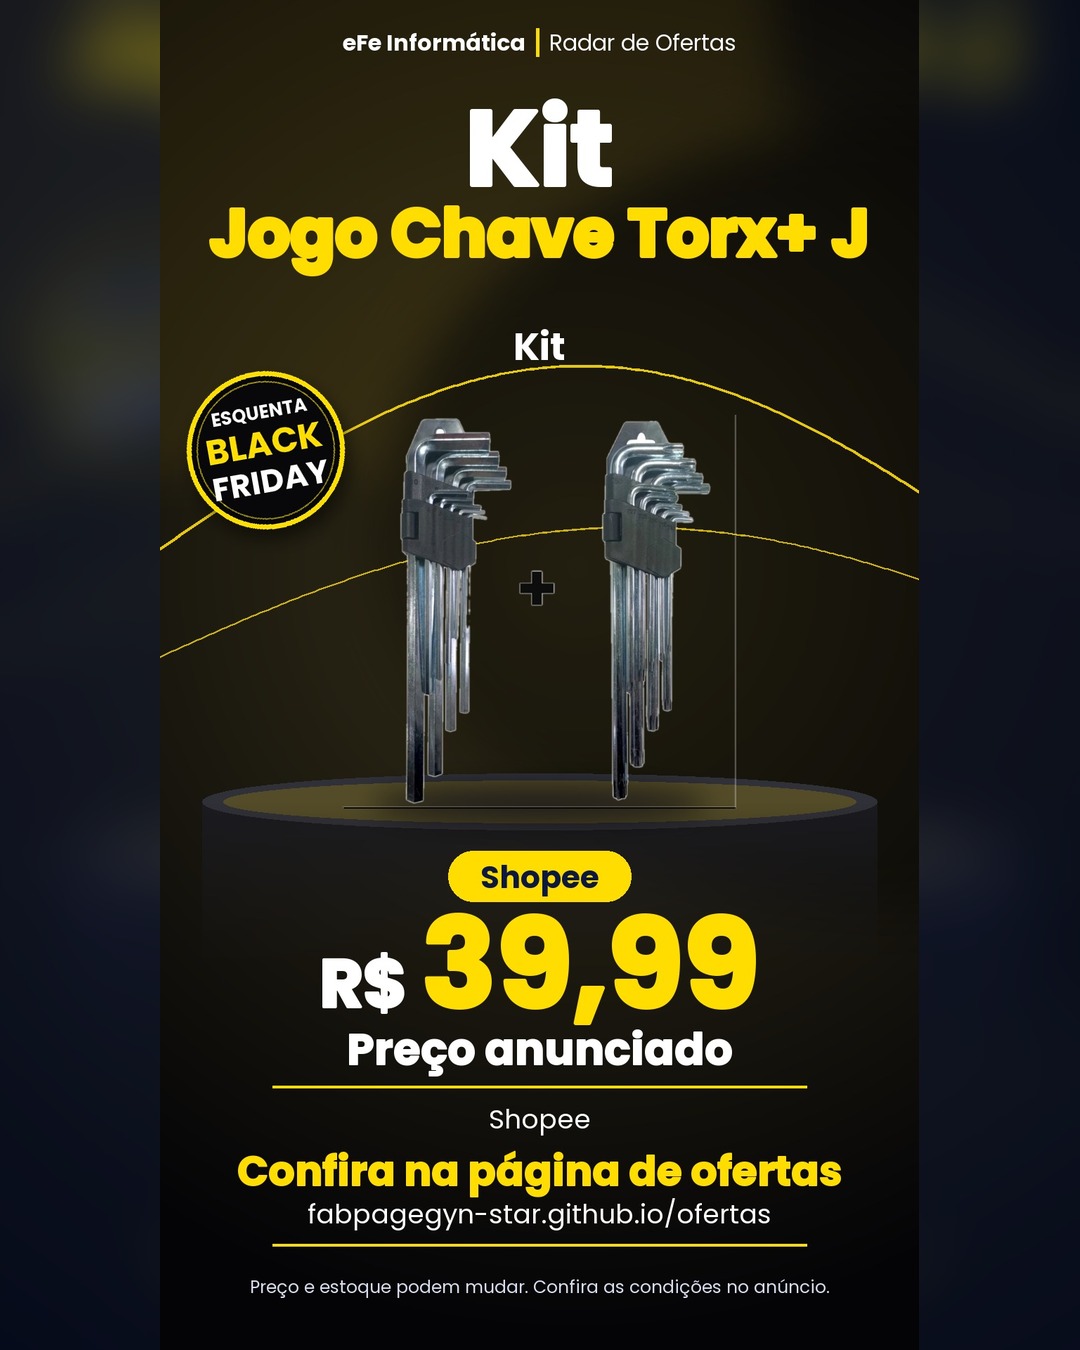 eFe Informática | Radar de Ofertas
Kit
Jogo Chave Torx+ J
Kit
ESQUENTA
BLACK
FRIDAY
+
Shopee
R$ 39,99
Preço anunciado
Shopee
Confira na página de ofertas
fabpagegyn-star.github.io/ofertas
Preço e estoque podem mudar. Confira as condições no anúncio.